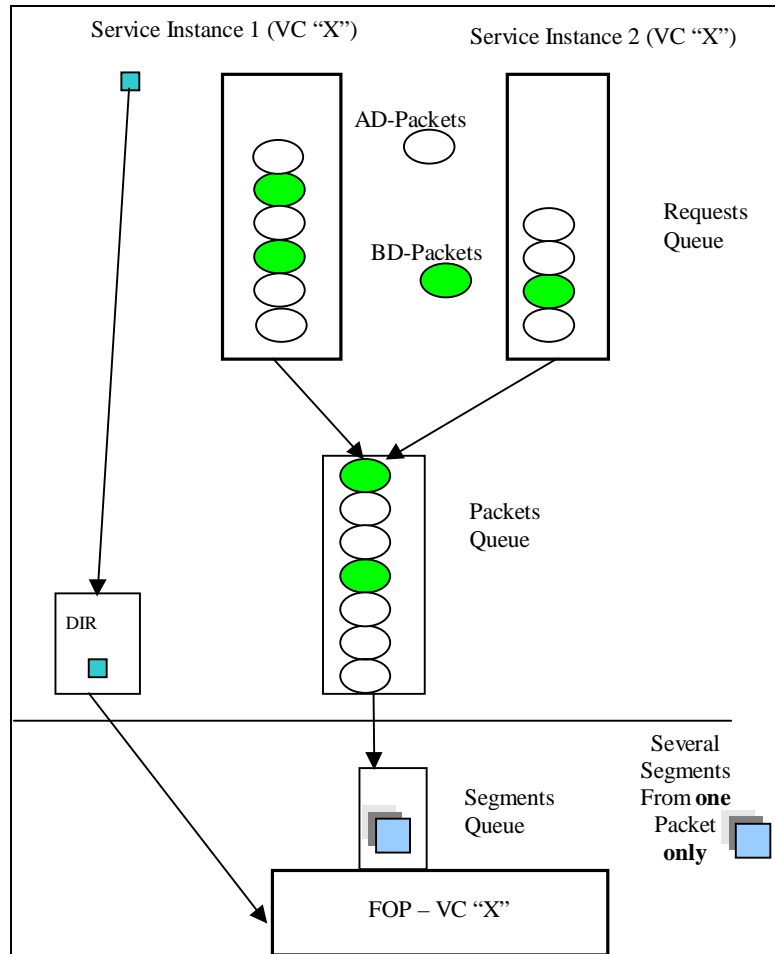 Service Instance 1 (VC “X”)
Service Instance 2 (VC “X”)
AD-Packets
BD-Packets
Requests
Queue
Packets
Queue
DIR
Segments
Queue
Several
Segments
From one
Packet
only
FOP – VC “X”